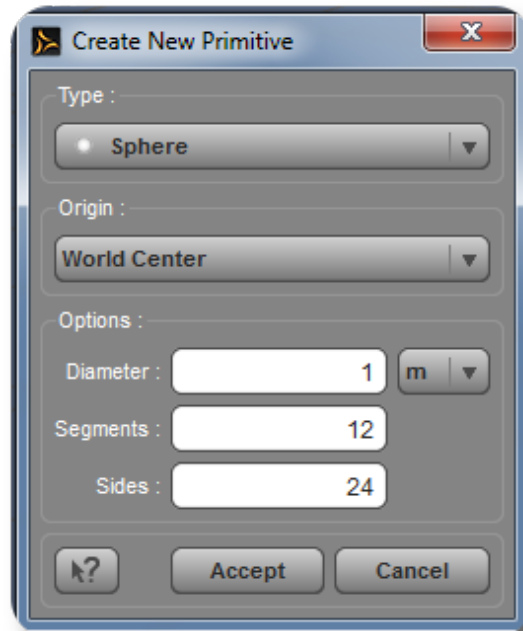 Create New Primitive
Type :
Sphere
Origin :
World Center
Options :
Diameter : 1 m
Segments : 12
Sides : 24
? Accept Cancel